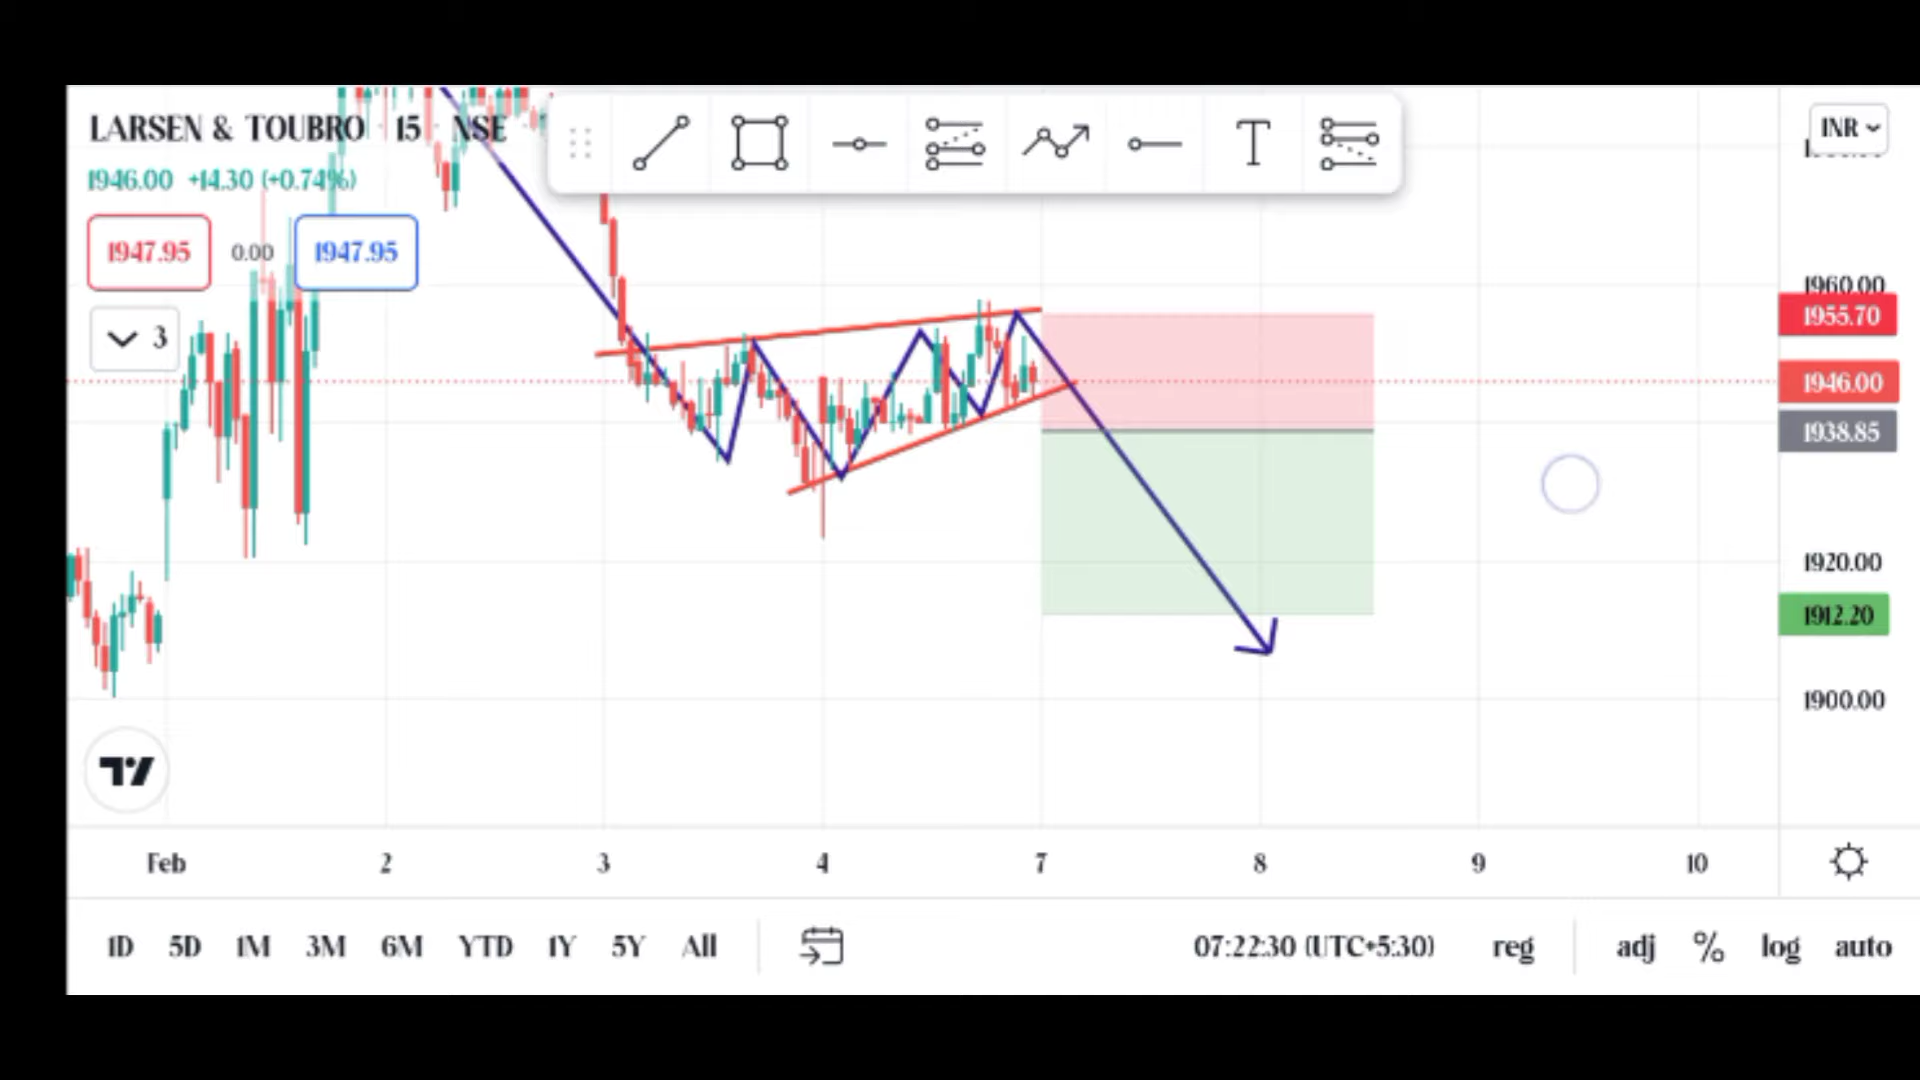 LARSEN & TOUBRO · 15 · NSE
1946.00 +14.30 (+0.74%)
1947.95 0.00 1947.95
3
INR
1960.00
1955.70
1946.00
1938.85
1920.00
1912.20
1900.00
Feb 2 3 4 7 8 9 10
1D 5D 1M 3M 6M YTD 1Y 5Y All 07:22:30 (UTC+5:30) reg adj % log auto